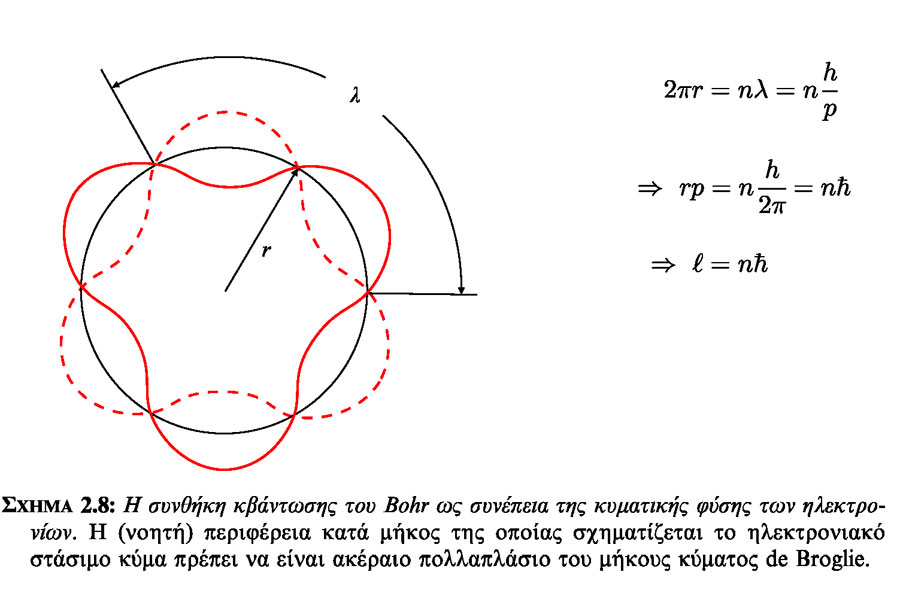 λ
r
2πr = nλ = n h/p
⇒ rp = n h/2π = nħ
⇒ ℓ = nħ
ΣΧΗΜΑ 2.8: Η συνθήκη κβάντωσης του Bohr ως συνέπεια της κυματικής φύσης των ηλεκτρο-
νίων. Η (νοητή) περιφέρεια κατά μήκος της οποίας σχηματίζεται το ηλεκτρονιακό
στάσιμο κύμα πρέπει να είναι ακέραιο πολλαπλάσιο του μήκους κύματος de Broglie.